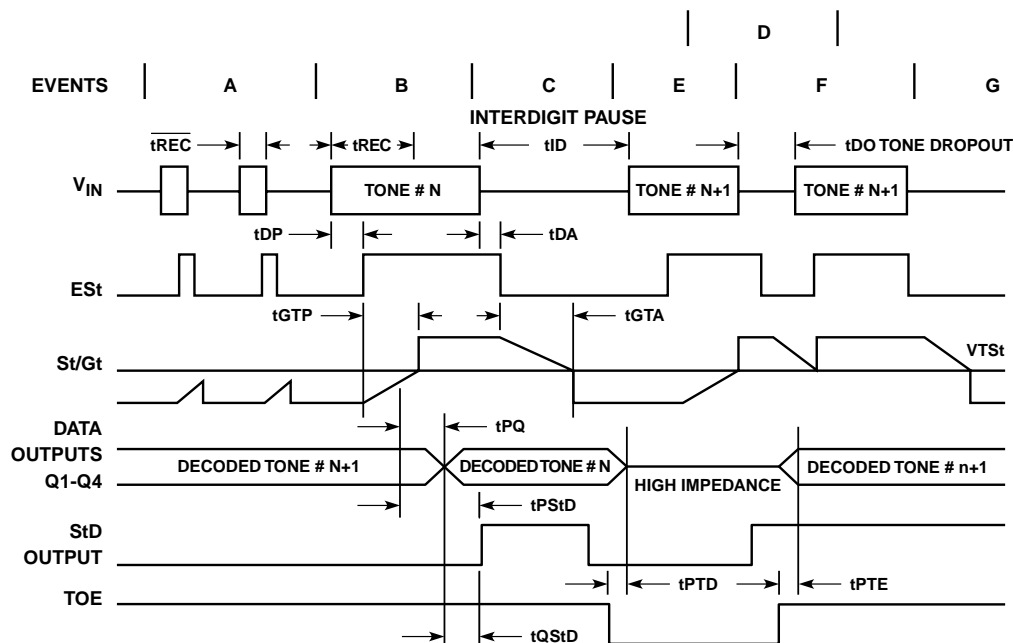 D
EVENTS A B C E F G
INTERDIGIT PAUSE
tREC tREC tID tDO TONE DROPOUT
VIN TONE # N TONE # N+1 TONE # N+1
tDP tDA
ESt
tGTP tGTA
St/Gt VTSt
DATA
OUTPUTS
Q1-Q4
tPQ
DECODED TONE # N+1 DECODED TONE # N HIGH IMPEDANCE DECODED TONE # n+1
tPStD
StD
OUTPUT
tPTD tPTE
TOE
tQStD